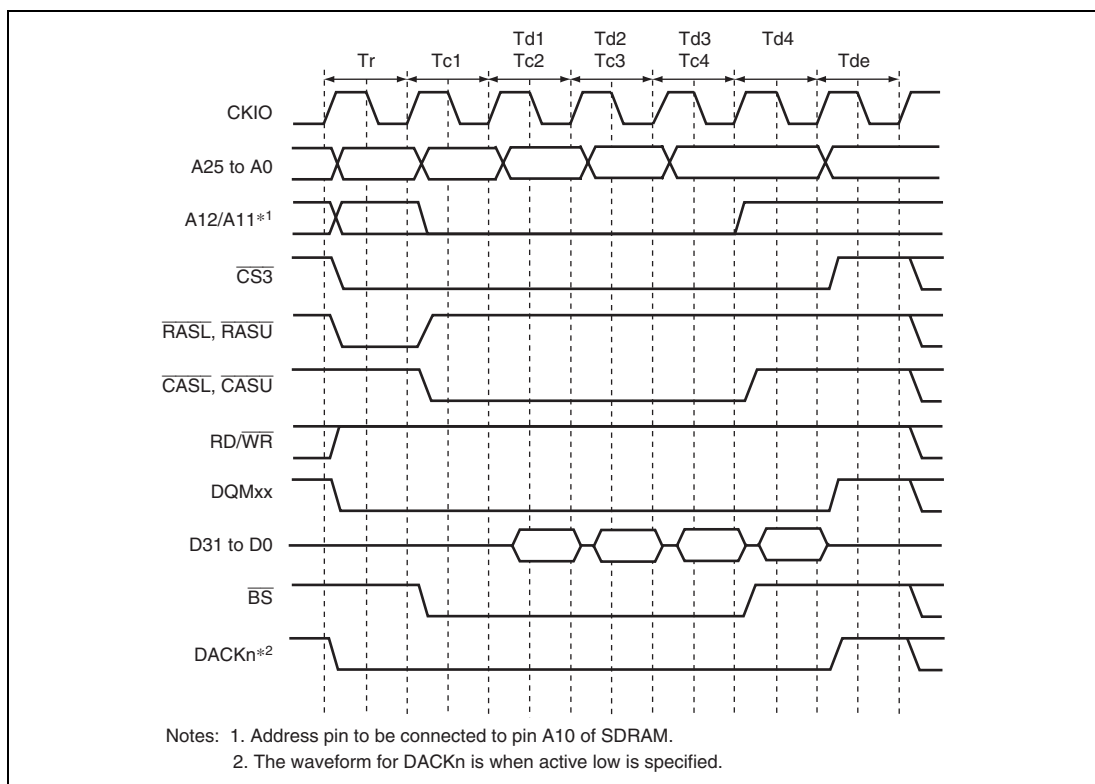 Td1 Td2 Td3 Td4
Tr Tc1 Tc2 Tc3 Tc4 Tde
CKIO
A25 to A0
A12/A11*1
CS3
RASL, RASU
CASL, CASU
RD/WR
DQMxx
D31 to D0
BS
DACKn*2
Notes: 1. Address pin to be connected to pin A10 of SDRAM.
2. The waveform for DACKn is when active low is specified.